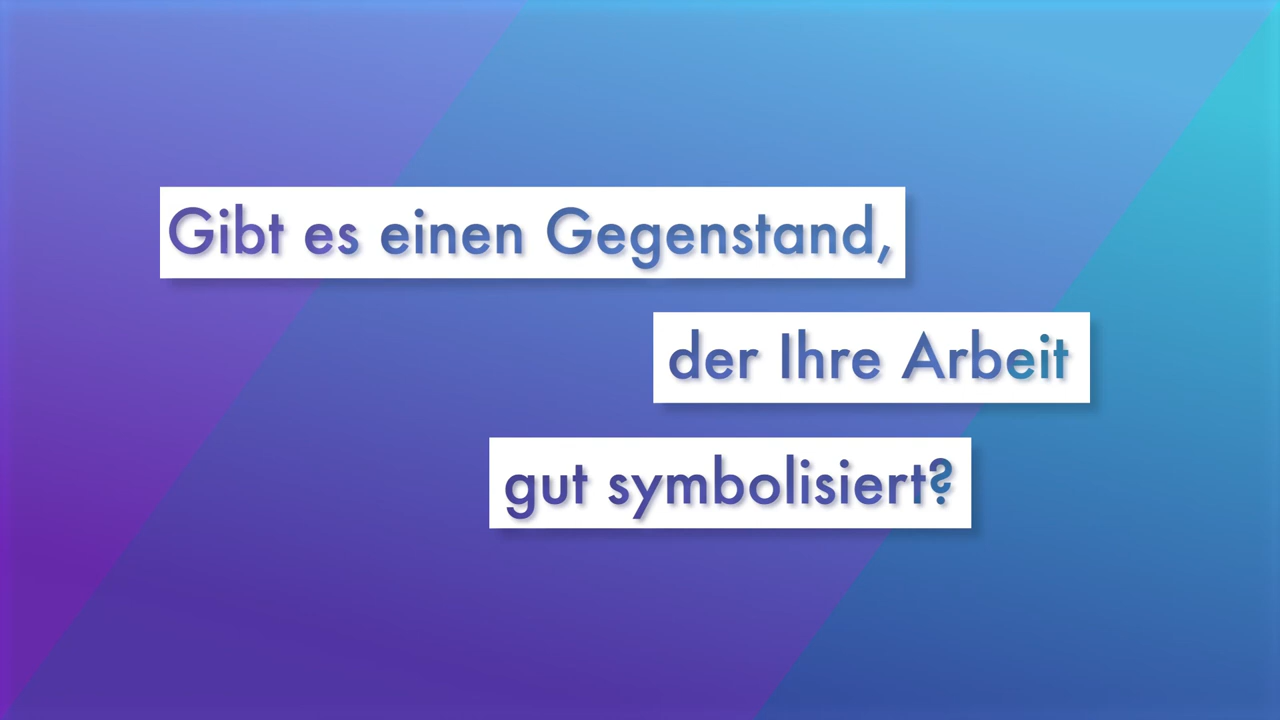 Gibt es einen Gegenstand,
der Ihre Arbeit
gut symbolisiert?